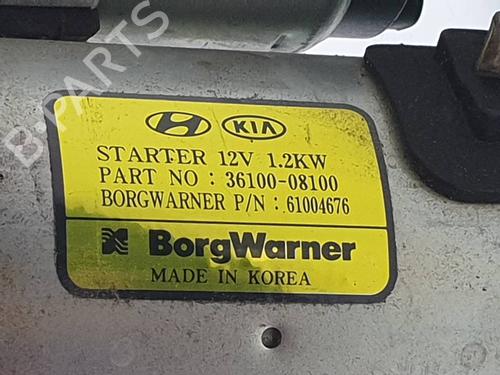 KIA
STARTER 12V 1.2KW
PART NO : 36100-08100
BORGWARNER P/N : 61004676
BorgWarner
MADE IN KOREA
B-PARTS